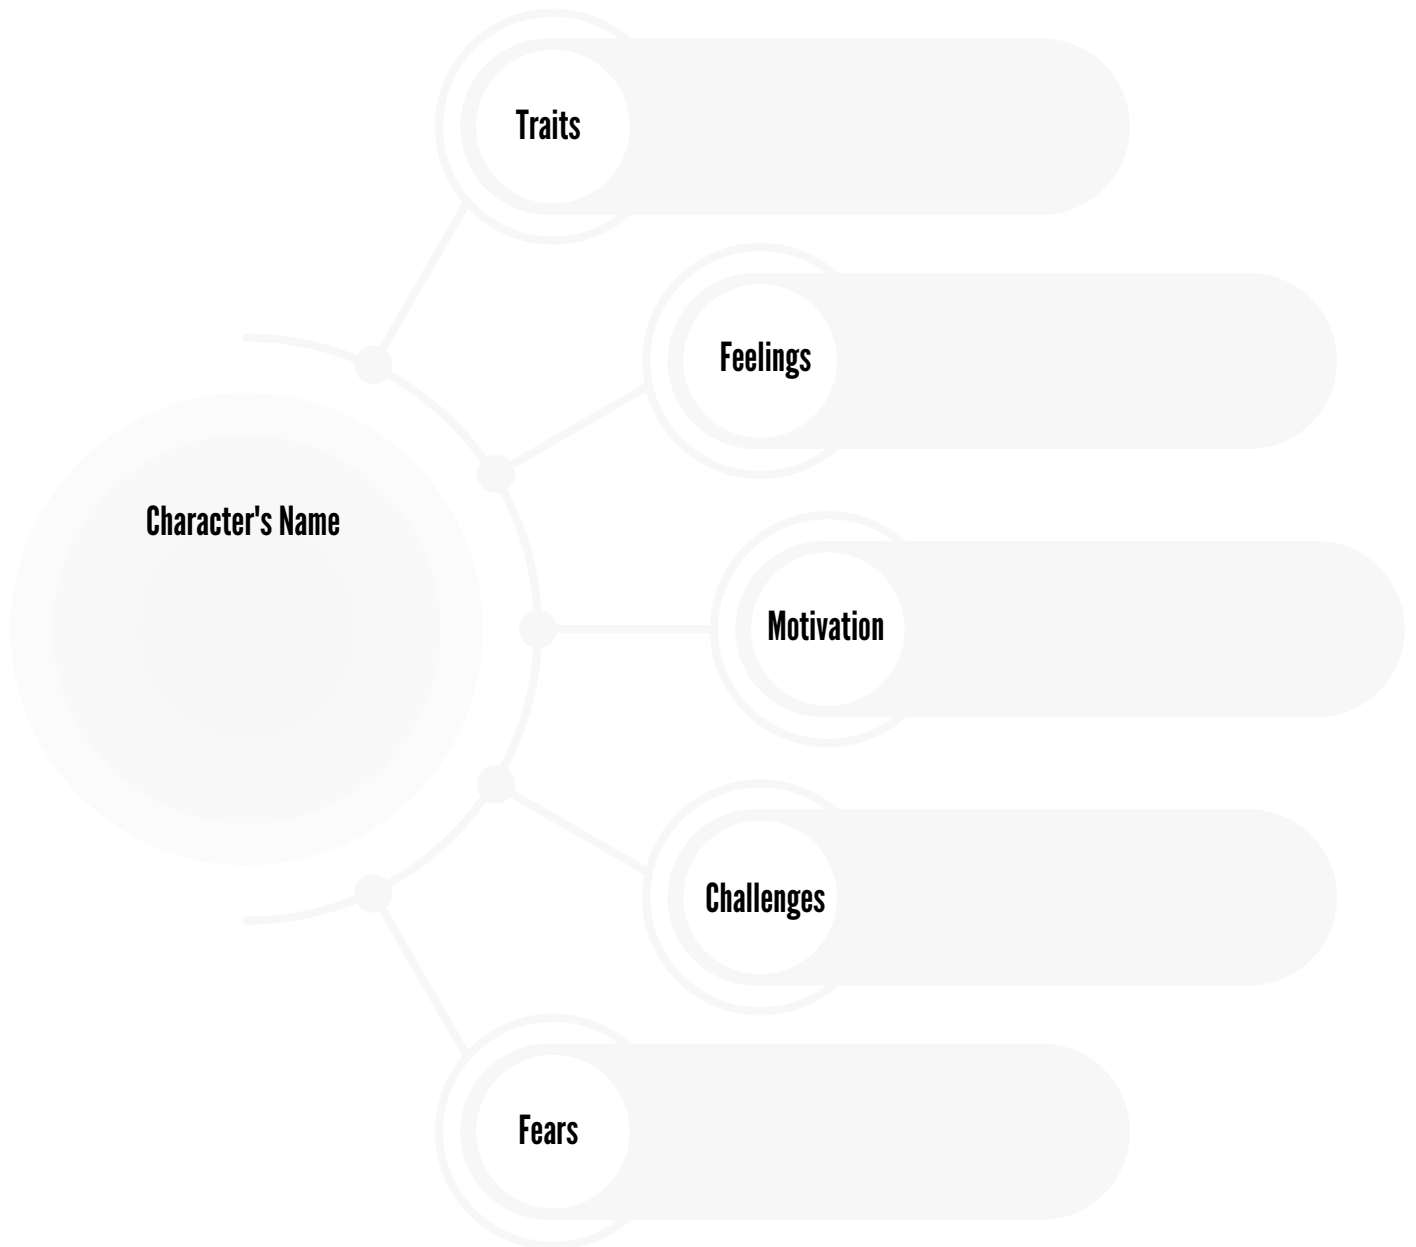 Traits
Feelings
Character's Name
Motivation
Challenges
Fears